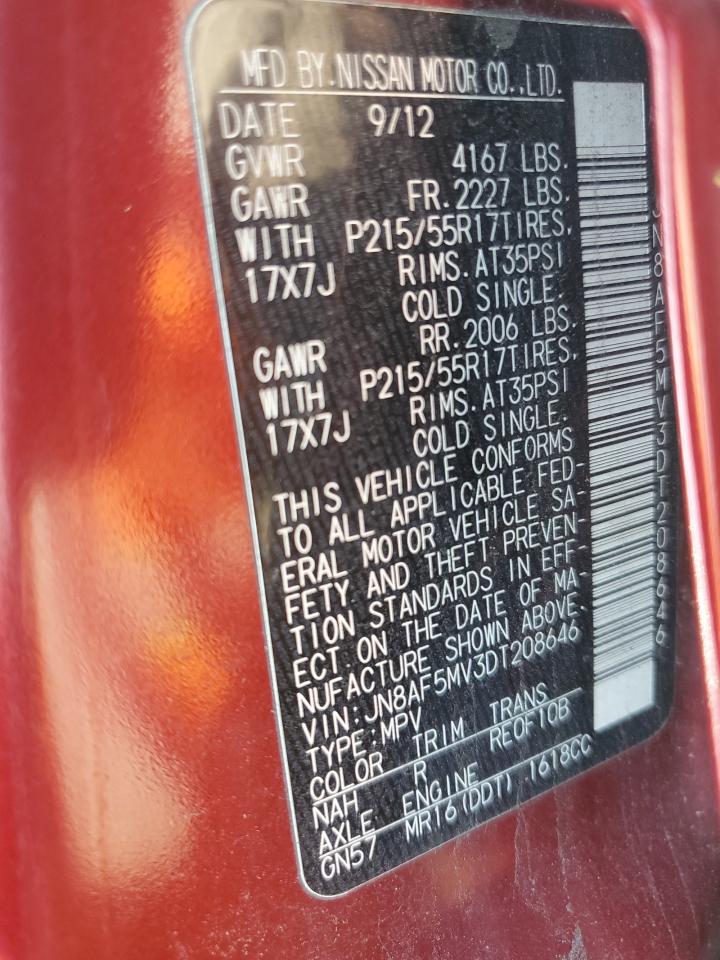 MFD BY.NISSAN MOTOR CO.,LTD.
DATE 9/12
GVWR 4167 LBS.
GAWR FR.2227 LBS.
WITH P215/55R17TIRES.
17X7J RIMS.AT35PSI
COLD SINGLE.
GAWR RR.2006 LBS.
WITH P215/55R17TIRES.
17X7J RIMS.AT35PSI
COLD SINGLE.
THIS VEHICLE CONFORMS
TO ALL APPLICABLE FED-
ERAL MOTOR VEHICLE SA-
FETY AND THEFT PREVEN-
TION STANDARDS IN EFF-
ECT ON THE DATE OF MA-
NUFACTURE SHOWN ABOVE.
VIN:JN8AF5MV3DT208646
TYPE:MPV
COLOR TRIM TRANS
NAH R RE0F10B
AXLE ENGINE
GN57 MR16(DDT) 1618CC
JN8AF5MV3DT208646